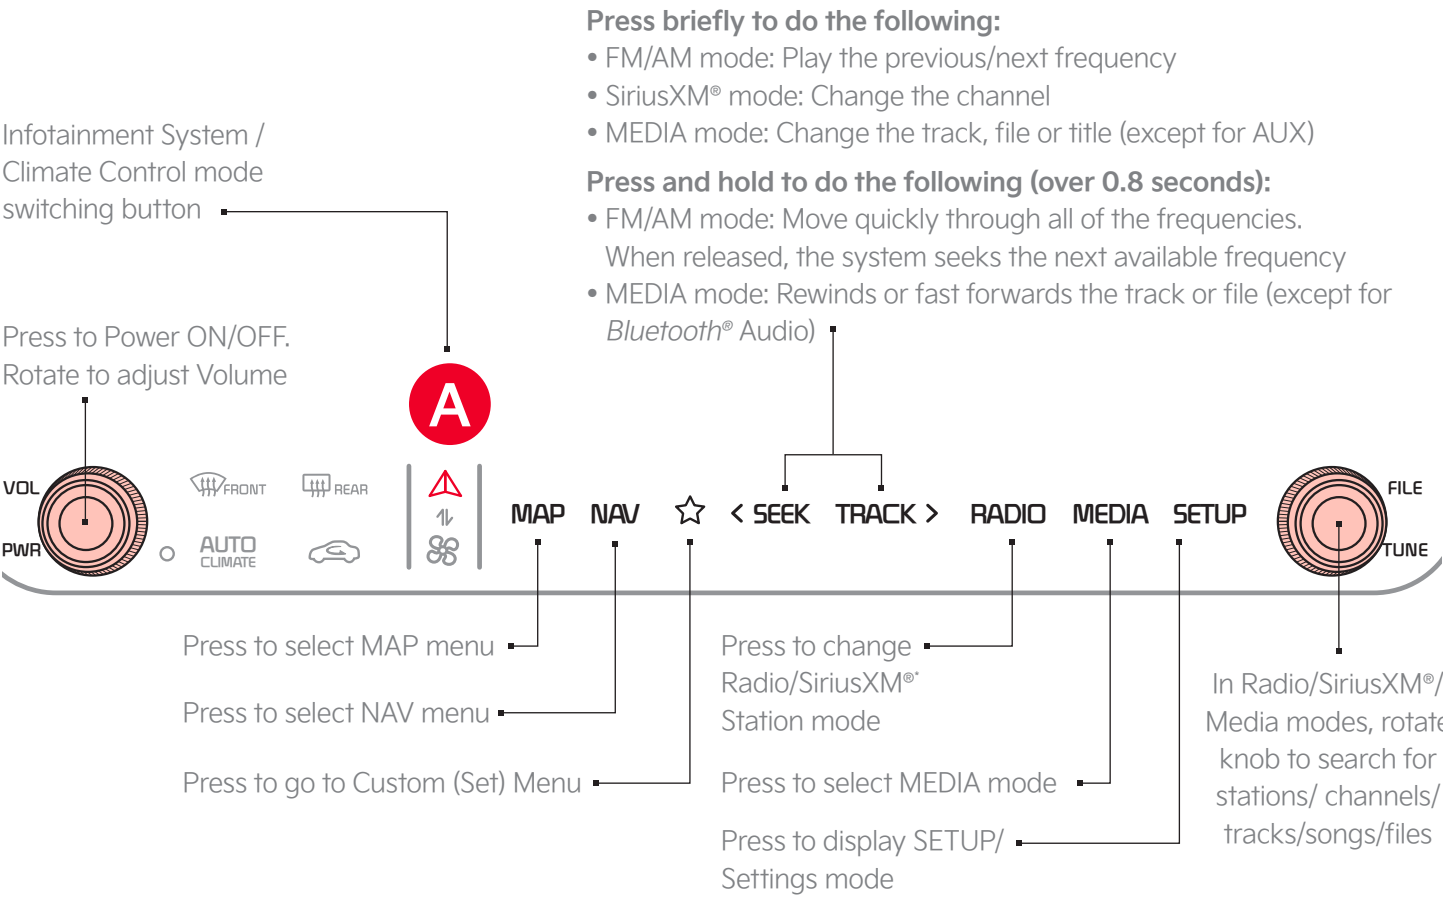 Press briefly to do the following:
• FM/AM mode: Play the previous/next frequency
• SiriusXM® mode: Change the channel
• MEDIA mode: Change the track, file or title (except for AUX)
Press and hold to do the following (over 0.8 seconds):
• FM/AM mode: Move quickly through all of the frequencies.
When released, the system seeks the next available frequency
• MEDIA mode: Rewinds or fast forwards the track or file (except for
Bluetooth® Audio)
Infotainment System /
Climate Control mode
switching button
Press to Power ON/OFF.
Rotate to adjust Volume
A
VOL
PWR
FRONT
REAR
AUTO
CLIMATE
MAP
NAV
< SEEK
TRACK >
RADIO
MEDIA
SETUP
FILE
TUNE
Press to select MAP menu
Press to select NAV menu
Press to go to Custom (Set) Menu
Press to change
Radio/SiriusXM®*
Station mode
Press to select MEDIA mode
Press to display SETUP/
Settings mode
In Radio/SiriusXM®/
Media modes, rotate
knob to search for
stations/ channels/
tracks/songs/files